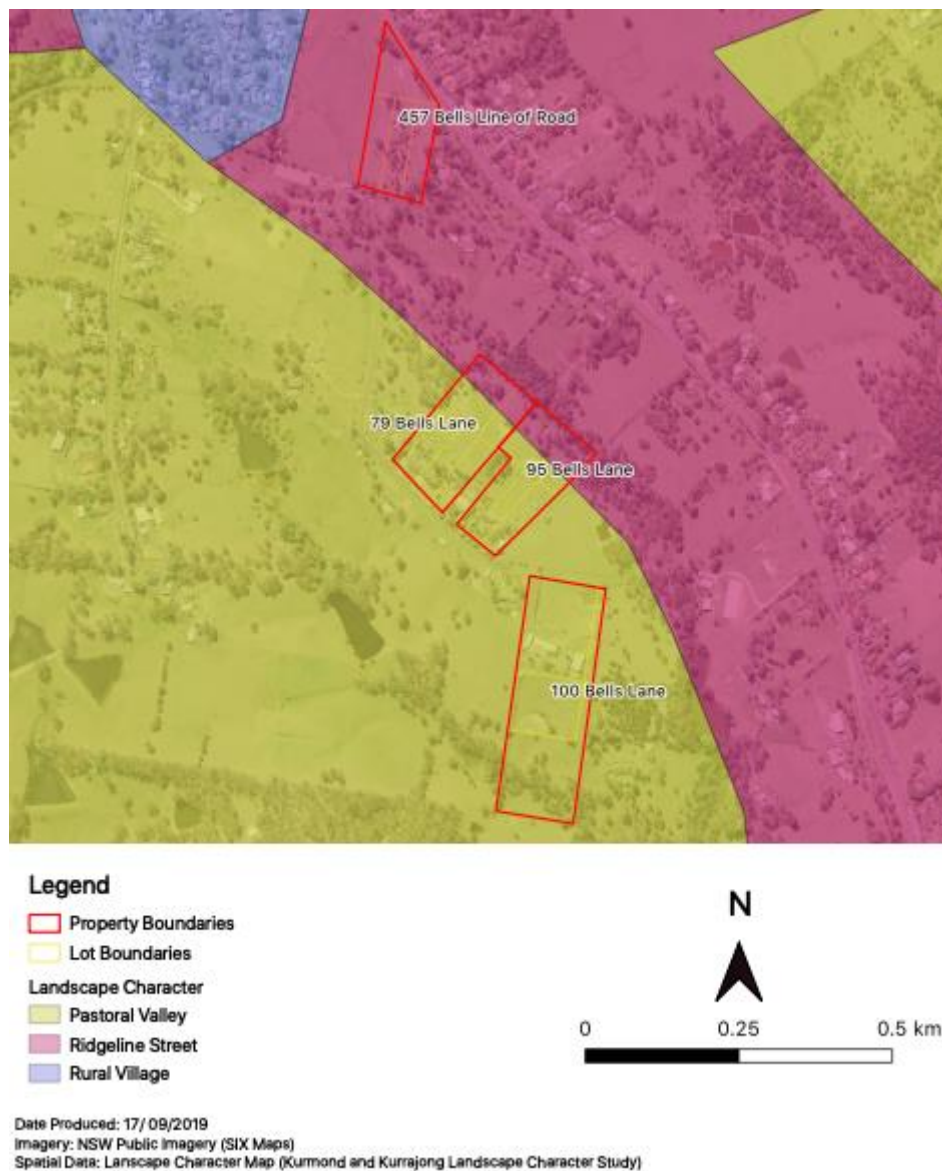 457 Bells Line of Road
79 Bells Lane
95 Bells Lane
100 Bells Lane
Legend
Property Boundaries
Lot Boundaries
Landscape Character
Pastoral Valley
Ridgeline Street
Rural Village
N
0 0.25 0.5 km
Date Produced: 17/ 09/2019
Imagery: NSW Public Imagery (SIX Maps)
Spatial Data: Lanscape Character Map (Kurmond and Kurrajong Landscape Character Study)